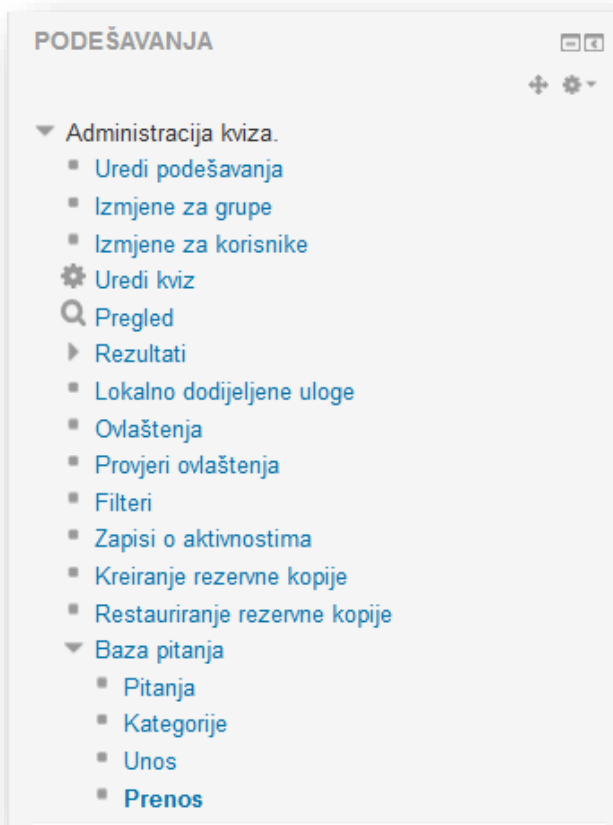 PODEŠAVANJA
Administracija kviza.
Uredi podešavanja
Izmjene za grupe
Izmjene za korisnike
Uredi kviz
Pregled
Rezultati
Lokalno dodijeljene uloge
Ovlaštenja
Provjeri ovlaštenja
Filteri
Zapisi o aktivnostima
Kreiranje rezervne kopije
Restauriranje rezervne kopije
Baza pitanja
Pitanja
Kategorije
Unos
Prenos